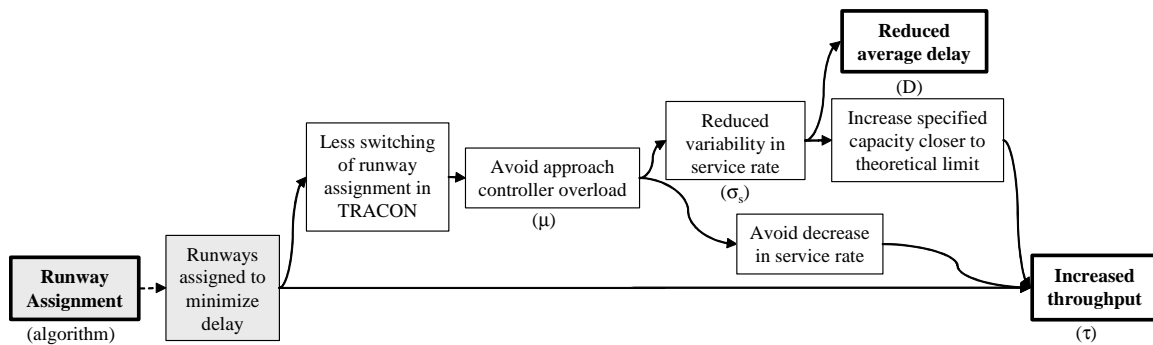 Reduced
average delay
(D)
Less switching
of runway
assignment in
TRACON
Avoid approach
controller overload
(μ)
Reduced
variability in
service rate
(σs)
Increase specified
capacity closer to
theoretical limit
Avoid decrease
in service rate
Runway
Assignment
(algorithm)
Runways
assigned to
minimize
delay
Increased
throughput
(τ)